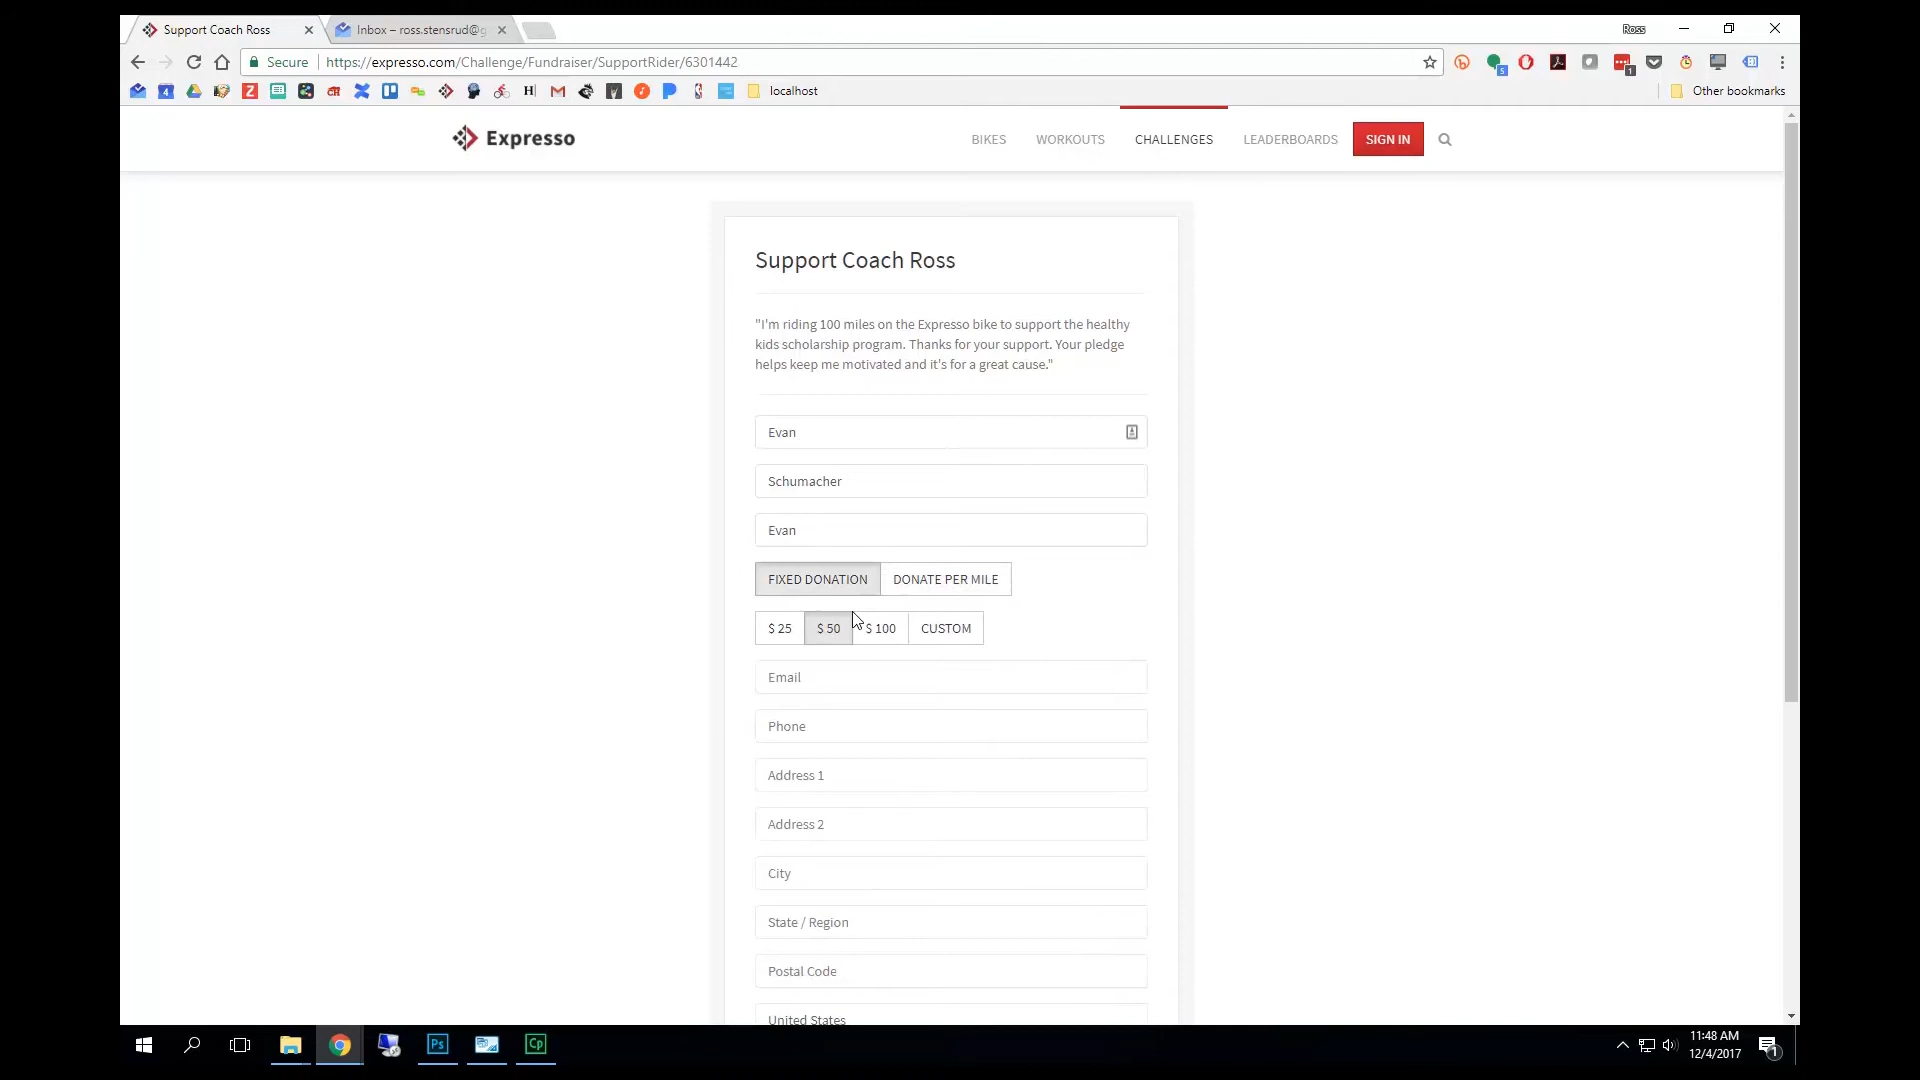 Support Coach Ross
Inbox – ross.stensrud@g
Ross
Secure
https://expresso.com/Challenge/Fundraiser/SupportRider/6301442
localhost
Other bookmarks
Expresso
BIKES
WORKOUTS
CHALLENGES
LEADERBOARDS
SIGN IN
Support Coach Ross
"I'm riding 100 miles on the Expresso bike to support the healthy
kids scholarship program. Thanks for your support. Your pledge
helps keep me motivated and it's for a great cause."
Evan
Schumacher
Evan
FIXED DONATION
DONATE PER MILE
$ 25
$ 50
$ 100
CUSTOM
Email
Phone
Address 1
Address 2
City
State / Region
Postal Code
United States
Ps
Cp
11:48 AM
12/4/2017
1